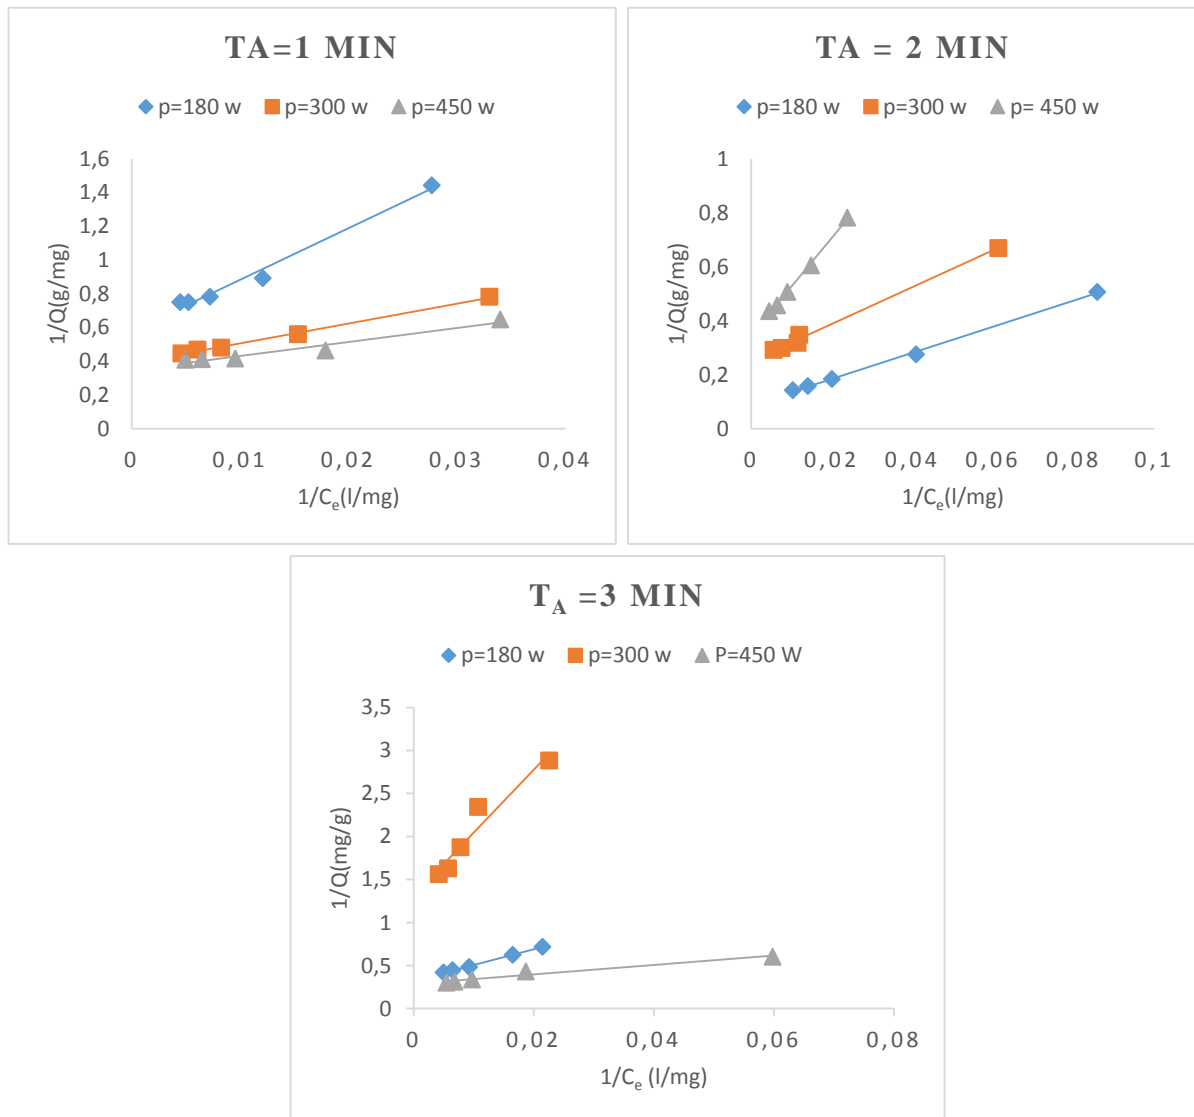 TA=1 MIN
p=180 w p=300 w p=450 w
1/Q(g/mg)
1,6
1,4
1,2
1
0,8
0,6
0,4
0,2
0
0 0,01 0,02 0,03 0,04
1/Ce(l/mg)
TA = 2 MIN
p=180 w p=300 w p= 450 w
1/Q(g/mg)
1
0,8
0,6
0,4
0,2
0
0 0,02 0,04 0,06 0,08 0,1
1/Ce(l/mg)
TA =3 MIN
p=180 w p=300 w P=450 W
1/Q(mg/g)
3,5
3
2,5
2
1,5
1
0,5
0
0 0,02 0,04 0,06 0,08
1/Ce (l/mg)